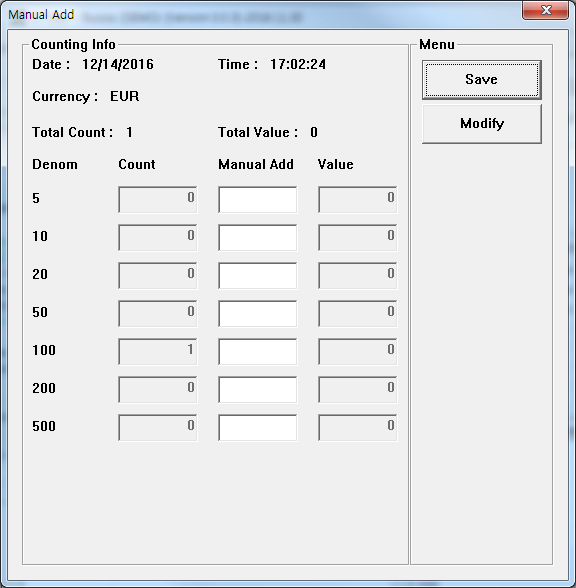 Manual Add
Counting Info
Menu
Date : 12/14/2016 Time : 17:02:24
Save
Currency : EUR
Modify
Total Count : 1 Total Value : 0
Denom Count Manual Add Value
5 0 0
10 0 0
20 0 0
50 0 0
100 1 0
200 0 0
500 0 0